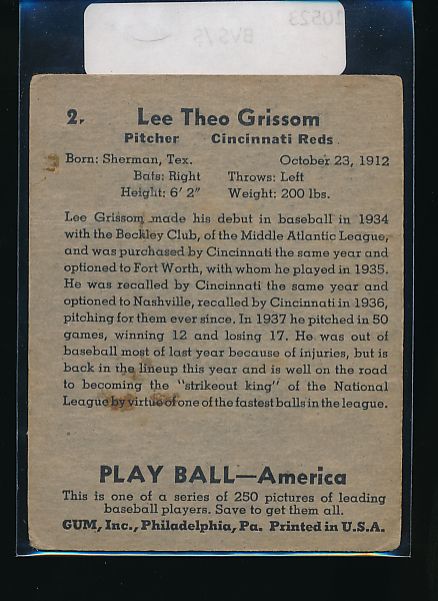 10523
BVS /5
2. Lee Theo Grissom
Pitcher Cincinnati Reds
Born: Sherman, Tex. October 23, 1912
Bats: Right Throws: Left
Height: 6' 2" Weight: 200 lbs.
Lee Grissom made his debut in baseball in 1934
with the Beckley Club, of the Middle Atlantic League,
and was purchased by Cincinnati the same year and
optioned to Fort Worth, with whom he played in 1935.
He was recalled by Cincinnati the same year and
optioned to Nashville, recalled by Cincinnati in 1936,
pitching for them ever since. In 1937 he pitched in 50
games, winning 12 and losing 17. He was out of
baseball most of last year because of injuries, but is
back in the lineup this year and is well on the road
to becoming the "strikeout king" of the National
League by virtue of one of the fastest balls in the league.
PLAY BALL—America
This is one of a series of 250 pictures of leading
baseball players. Save to get them all.
GUM, Inc., Philadelphia, Pa. Printed in U.S.A.